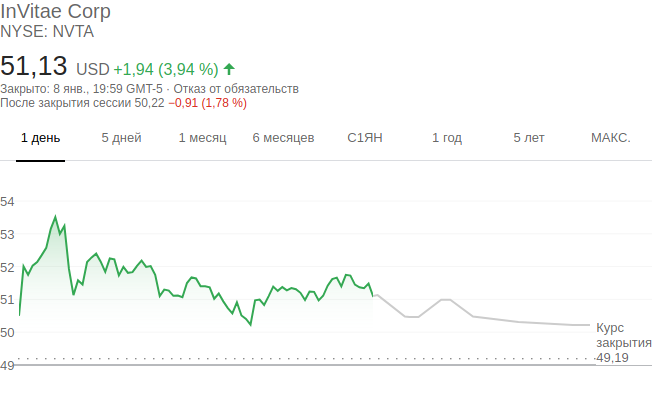 InVitae Corp
NYSE: NVTA
51,13 USD +1,94 (3,94 %)
Закрыто: 8 янв., 19:59 GMT-5 · Отказ от обязательств
После закрытия сессии 50,22 −0,91 (1,78 %)
1 день 5 дней 1 месяц 6 месяцев С1ЯН 1 год 5 лет МАКС.
54
53
52
51
50
49
Курс
закрытия
49,19